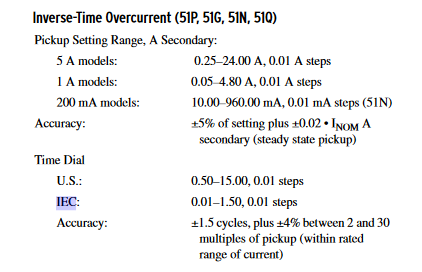 Inverse-Time Overcurrent (51P, 51G, 51N, 51Q)
Pickup Setting Range, A Secondary:
5 A models: 0.25–24.00 A, 0.01 A steps
1 A models: 0.05–4.80 A, 0.01 A steps
200 mA models: 10.00–960.00 mA, 0.01 mA steps (51N)
Accuracy: ±5% of setting plus ±0.02 • INOM A
secondary (steady state pickup)
Time Dial
U.S.: 0.50–15.00, 0.01 steps
IEC: 0.01–1.50, 0.01 steps
Accuracy: ±1.5 cycles, plus ±4% between 2 and 30
multiples of pickup (within rated
range of current)